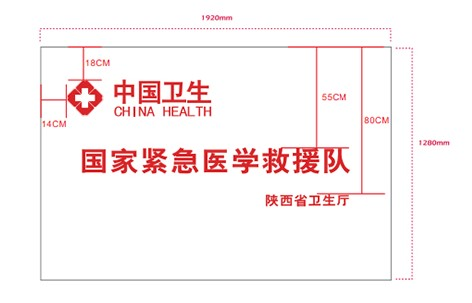 1920mm
18CM
中国卫生
CHINA HEALTH
14CM
55CM
80CM
1280mm
国家紧急医学救援队
陕西省卫生厅